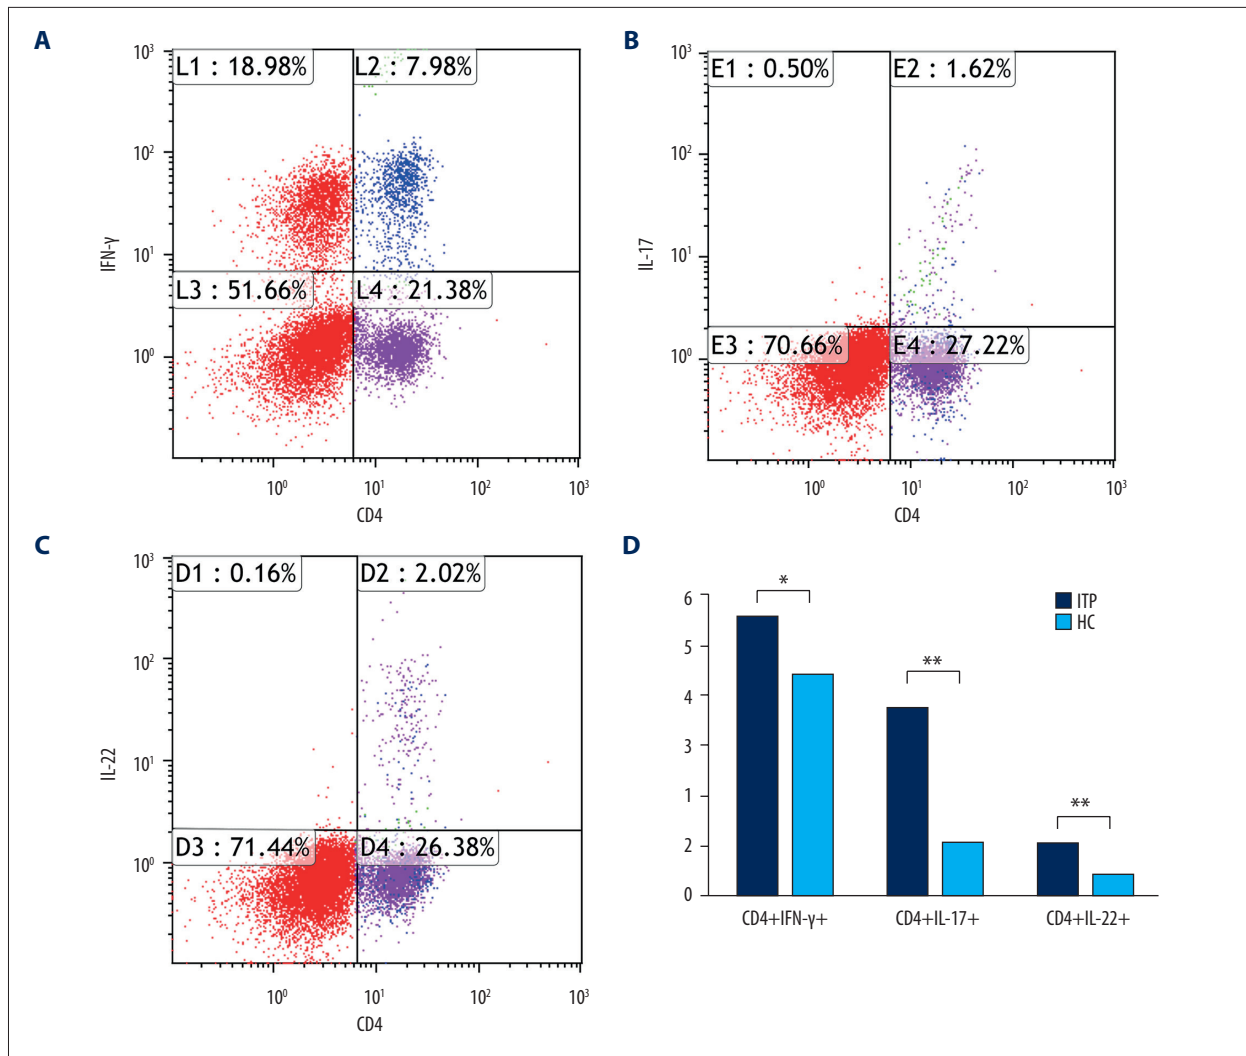 A
10³
L1 : 18.98%
L2 : 7.98%
10²
IFN-γ
10¹
L3 : 51.66%
L4 : 21.38%
10⁰
10⁰ 10¹ 10² 10³
CD4
B
10³
E1 : 0.50%
E2 : 1.62%
10²
IL-17
10¹
E3 : 70.66%
E4 : 27.22%
10⁰
10⁰ 10¹ 10² 10³
CD4
C
10³
D1 : 0.16%
D2 : 2.02%
10²
IL-22
10¹
D3 : 71.44%
D4 : 26.38%
10⁰
10⁰ 10¹ 10² 10³
CD4
D
6
5
4
3
1
2
0
*
**
**
ITP
HC
CD4+IFN-γ+ CD4+IL-17+ CD4+IL-22+